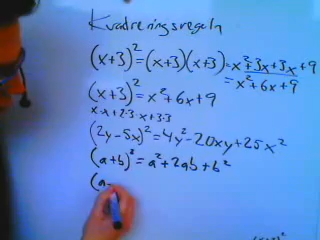 Kvadreringsregeln
(x+3)² = (x+3)(x+3) = x²+3x+3x+9
= x²+6x+9
(x+3)² = x²+6x+9
x·x+2·3·x+3·3
(2y-5x)² = 4y²-20xy+25x²
(a+b)² = a²+2ab+b²
(a-